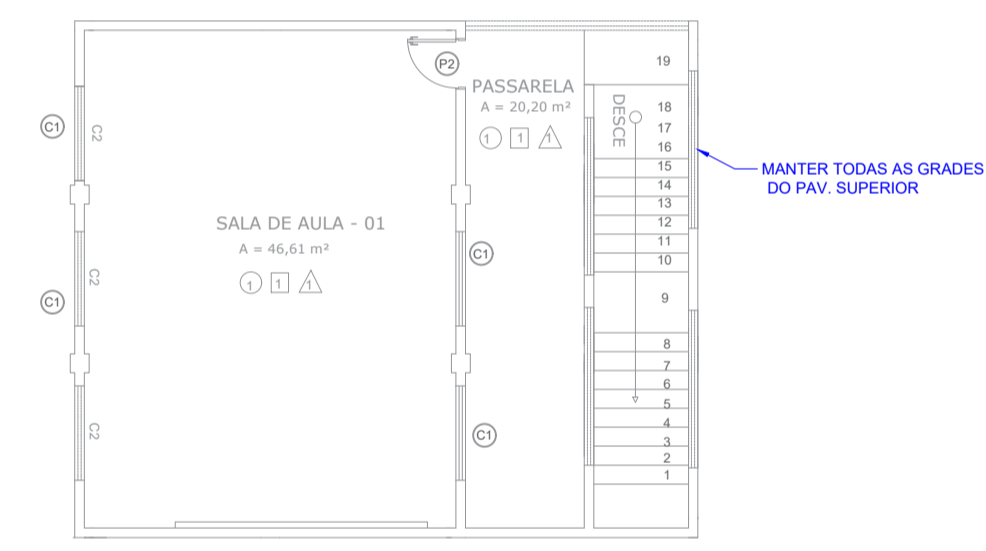 P2
19
PASSARELA
A = 20,20 m²
1 1 1
DESCE
18
17
16
15
14
13
12
11
10
9
8
7
6
5
4
3
2
1
C1
C2
MANTER TODAS AS GRADES
DO PAV. SUPERIOR
SALA DE AULA - 01
A = 46,61 m²
1 1 1
C1
C1
C2
C1
C2